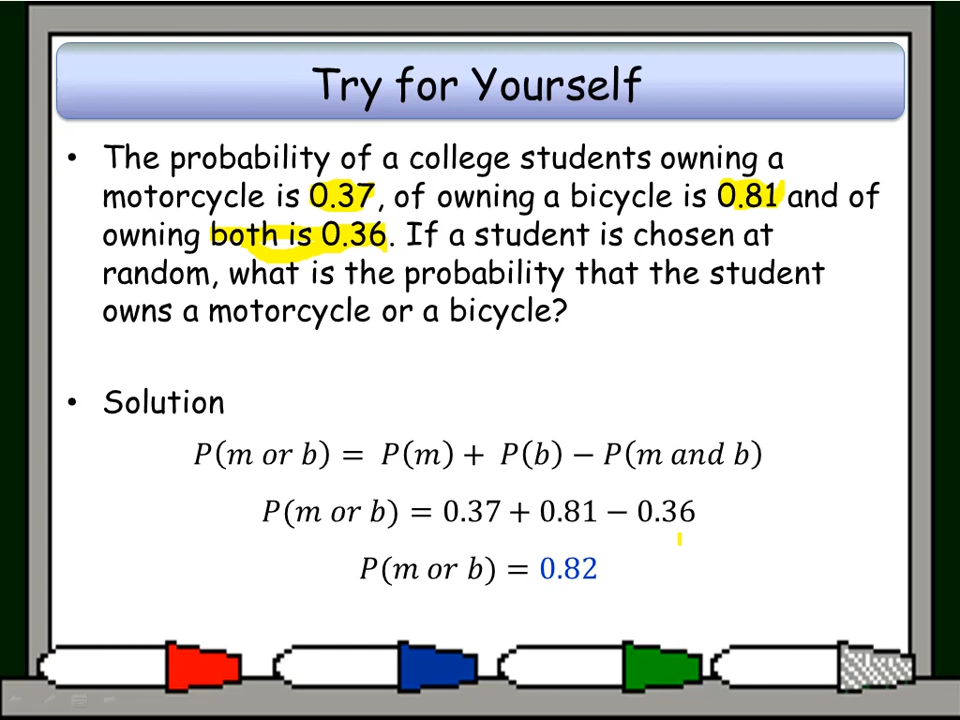 Try for Yourself
• The probability of a college students owning a
motorcycle is 0.37, of owning a bicycle is 0.81 and of
owning both is 0.36. If a student is chosen at
random, what is the probability that the student
owns a motorcycle or a bicycle?
• Solution
P(m or b) = P(m) + P(b) − P(m and b)
P(m or b) = 0.37 + 0.81 − 0.36
P(m or b) = 0.82